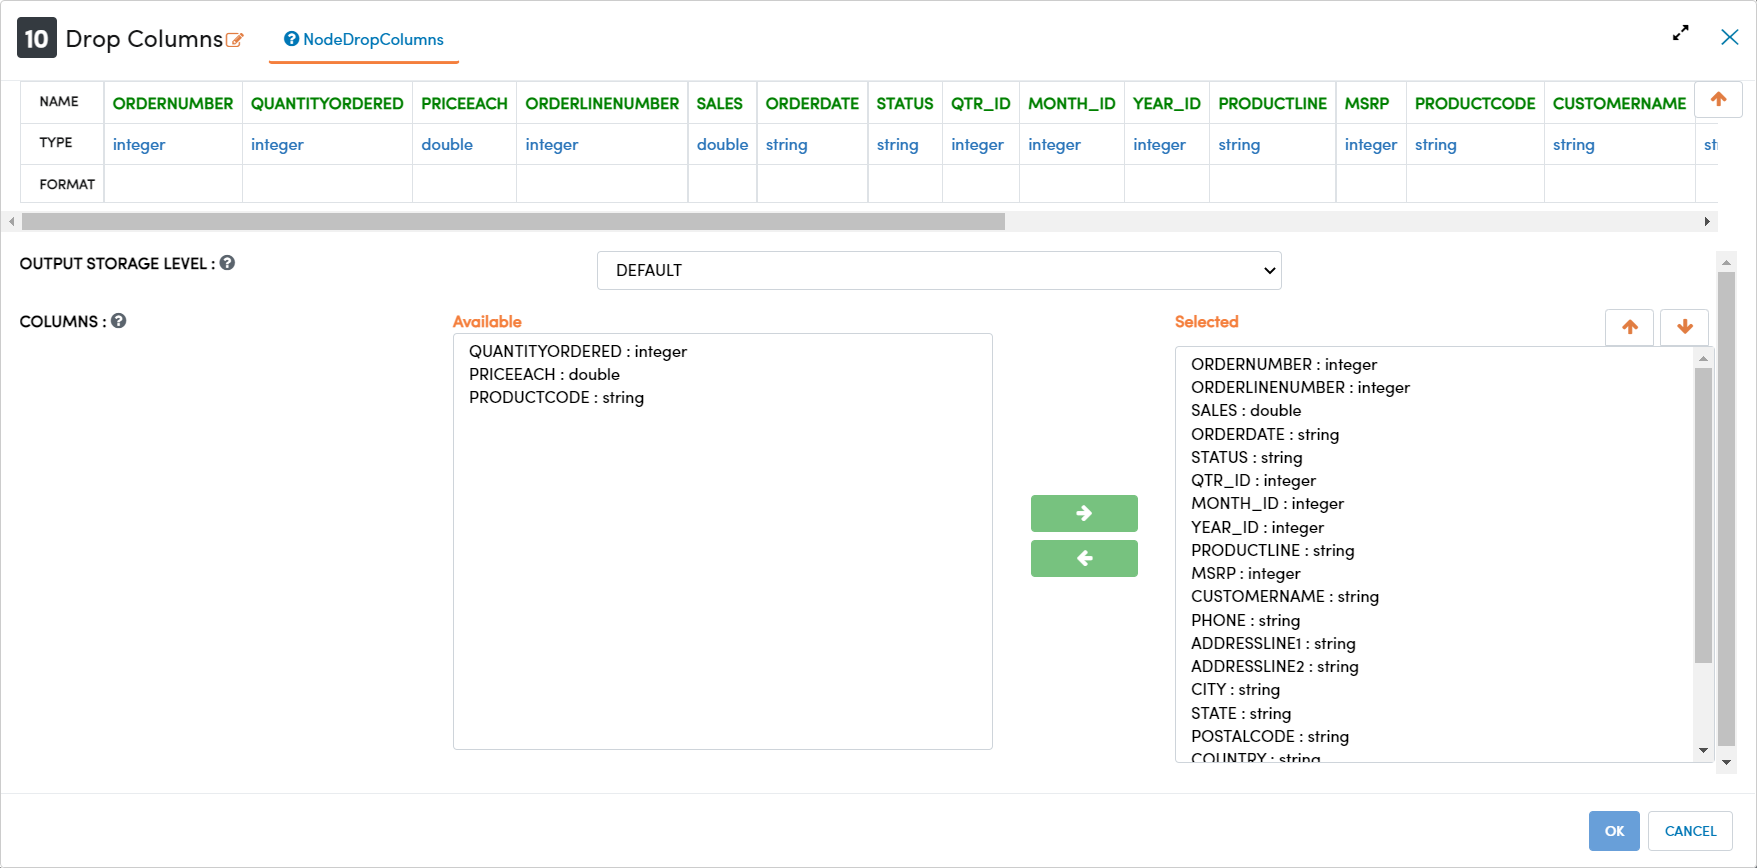 10 Drop Columns NodeDropColumns
NAME ORDERNUMBER QUANTITYORDERED PRICEEACH ORDERLINENUMBER SALES ORDERDATE STATUS QTR_ID MONTH_ID YEAR_ID PRODUCTLINE MSRP PRODUCTCODE CUSTOMERNAME
TYPE integer integer double integer double string string integer integer integer string integer string string
FORMAT
OUTPUT STORAGE LEVEL :
DEFAULT
COLUMNS :
Available
QUANTITYORDERED : integer
PRICEEACH : double
PRODUCTCODE : string
Selected
ORDERNUMBER : integer
ORDERLINENUMBER : integer
SALES : double
ORDERDATE : string
STATUS : string
QTR_ID : integer
MONTH_ID : integer
YEAR_ID : integer
PRODUCTLINE : string
MSRP : integer
CUSTOMERNAME : string
PHONE : string
ADDRESSLINE1 : string
ADDRESSLINE2 : string
CITY : string
STATE : string
POSTALCODE : string
COUNTRY : string
OK CANCEL